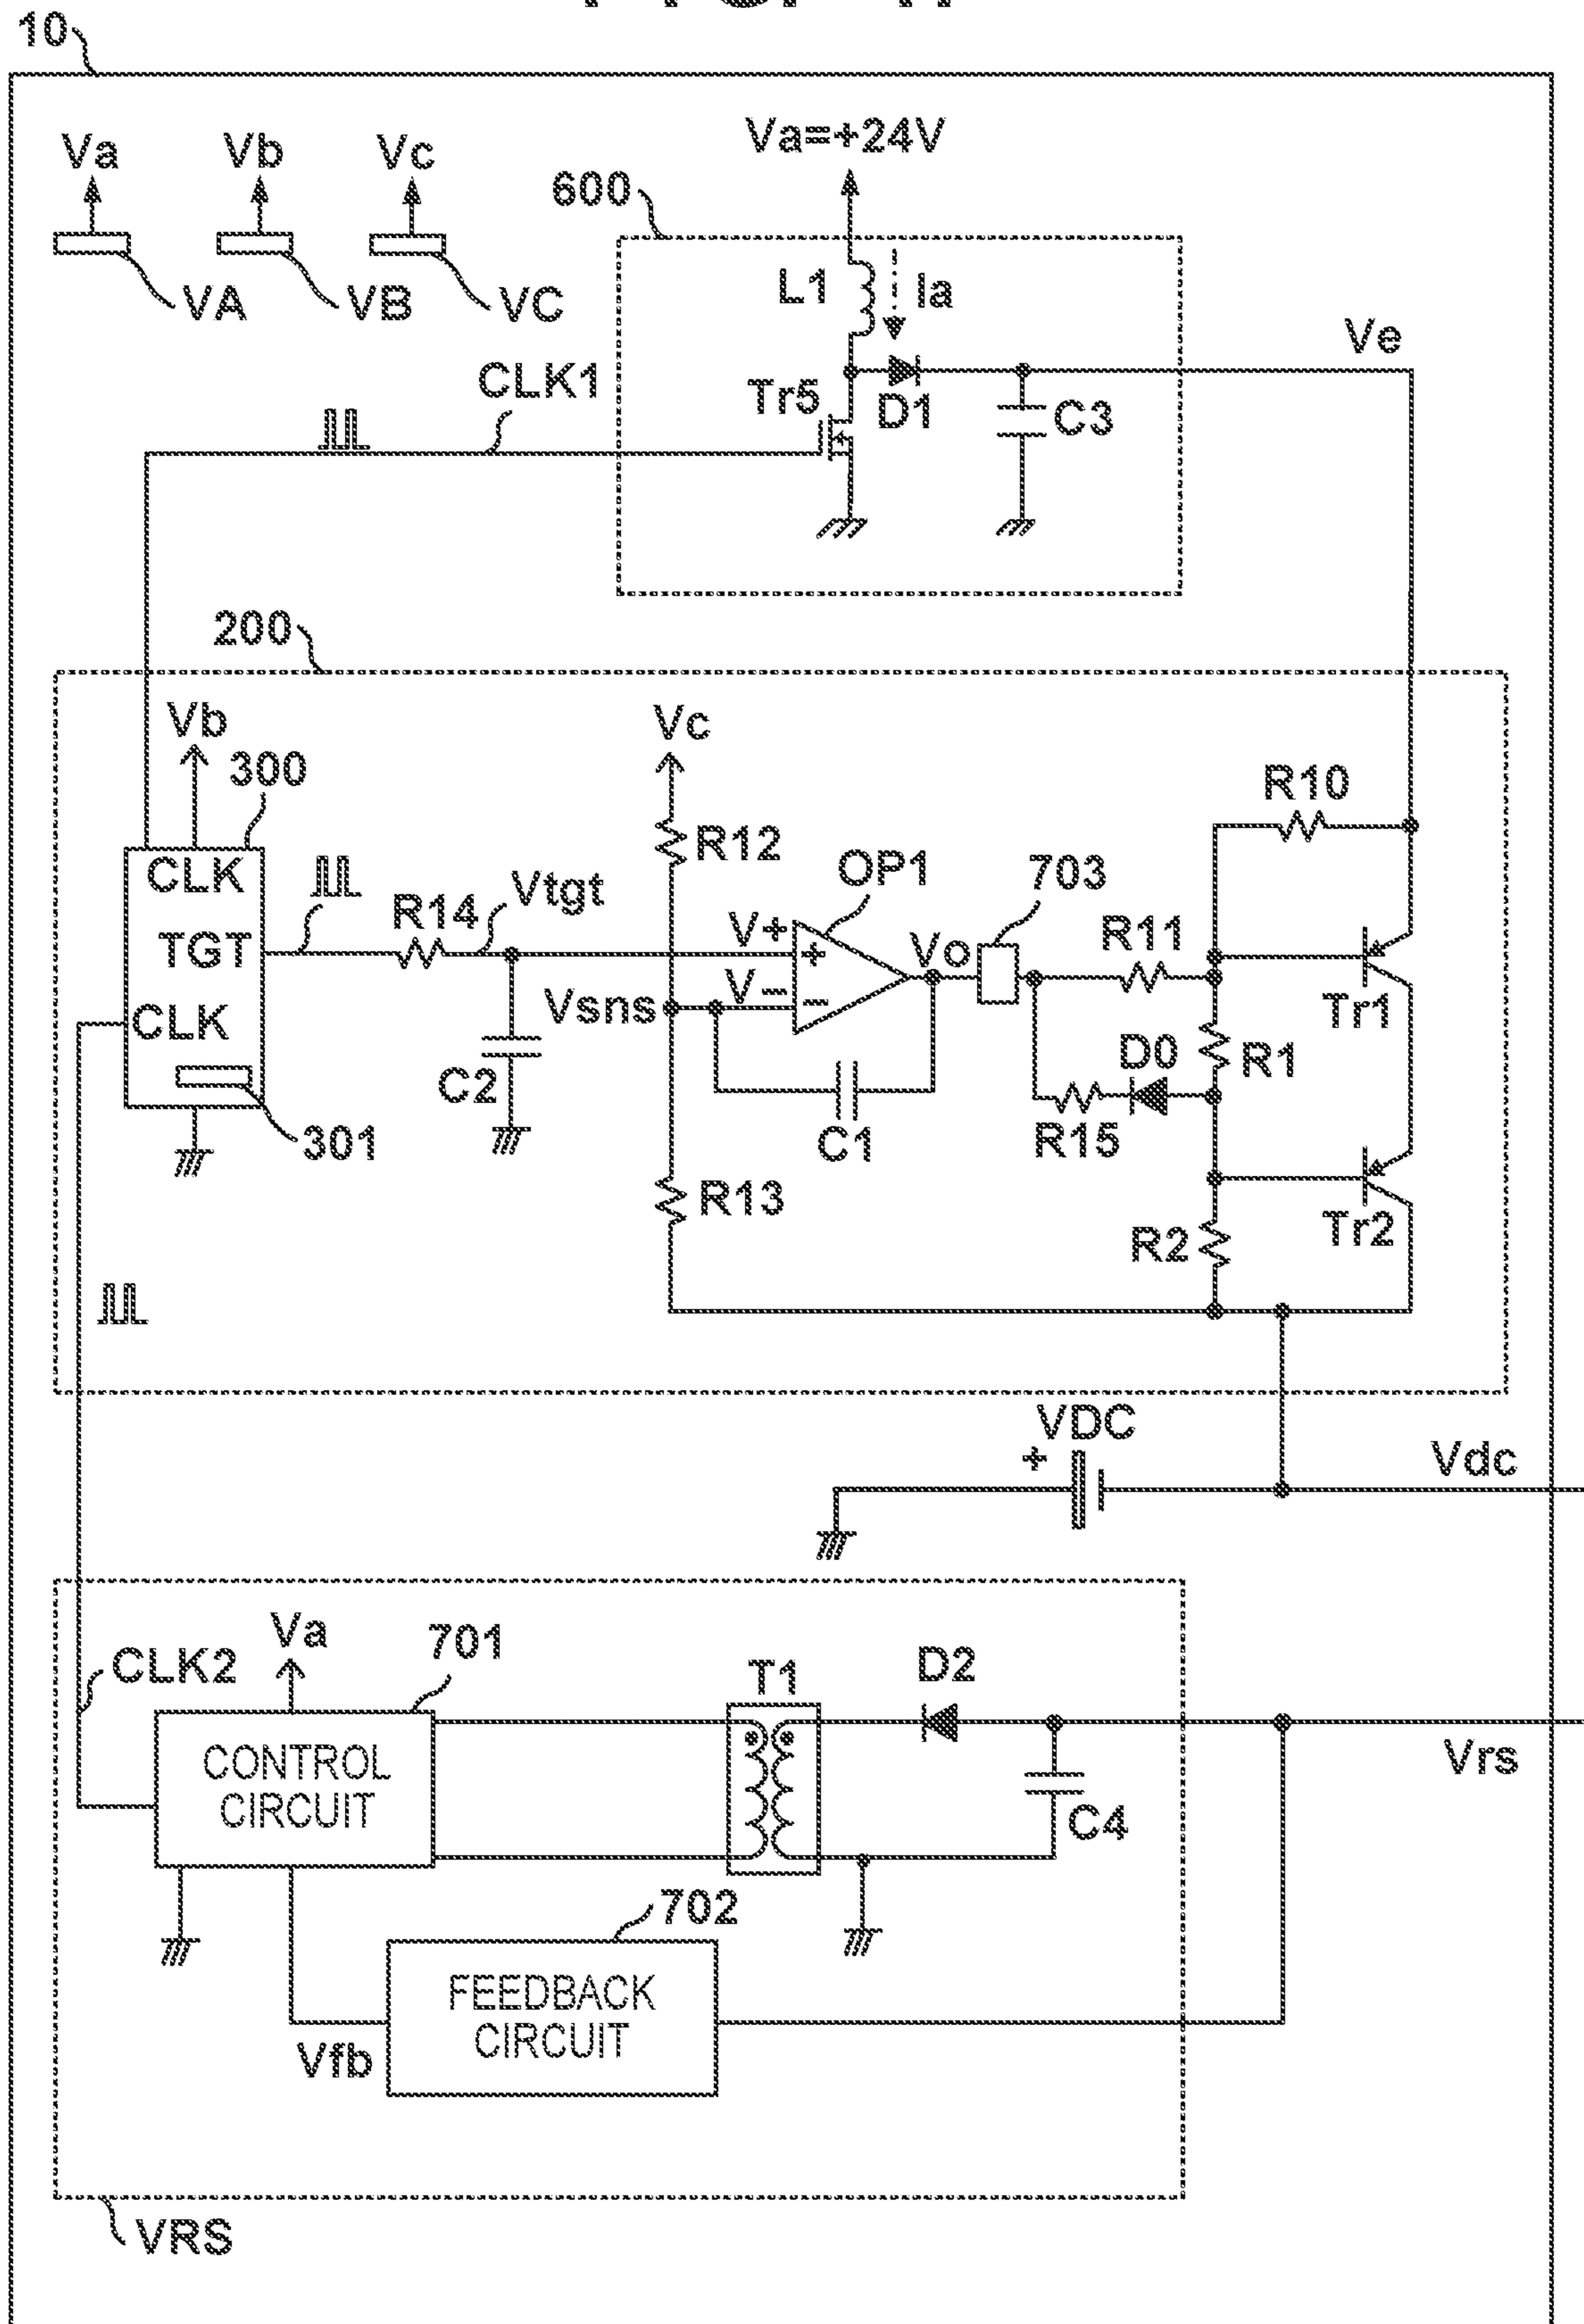 10
Va
Vb
Vc
VA
VB
VC
Va=+24V
600
L1
Ia
Ve
CLK1
Tr5
D1
C3
200
Vb
300
CLK
TGT
CLK
301
R14
Vtgt
C2
Vc
R12
Vsns
R13
V+
V−
+
−
OP1
Vo
C1
703
R11
R10
Tr1
R1
D0
R15
Tr2
R2
VDC
+
Vdc
CLK2
Va
701
CONTROL
CIRCUIT
T1
D2
C4
Vrs
702
FEEDBACK
CIRCUIT
Vfb
VRS